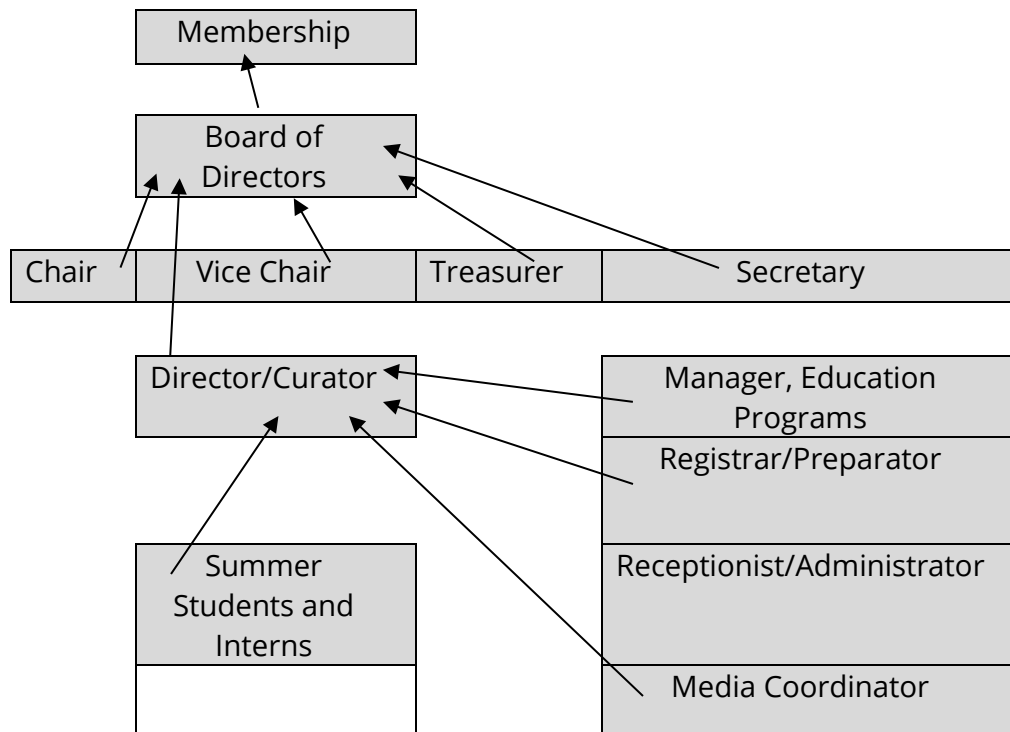 Membership
Board of
Directors
Chair
Vice Chair
Treasurer
Secretary
Director/Curator
Manager, Education
Programs
Registrar/Preparator
Summer
Students and
Interns
Receptionist/Administrator
Media Coordinator